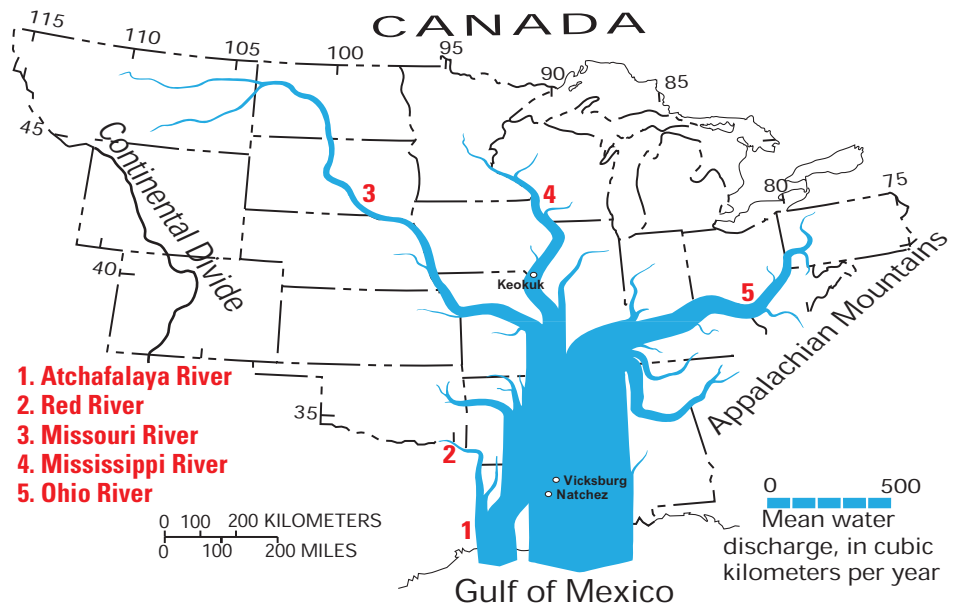 CANADA
115
110
105
100
95
90
85
80
75
45
40
35
Continental Divide
3
4
5
Keokuk
Appalachian Mountains
1. Atchafalaya River
2. Red River
3. Missouri River
4. Mississippi River
5. Ohio River
2
1
Vicksburg
Natchez
0 100 200 KILOMETERS
0 100 200 MILES
0 500
Mean water
discharge, in cubic
kilometers per year
Gulf of Mexico